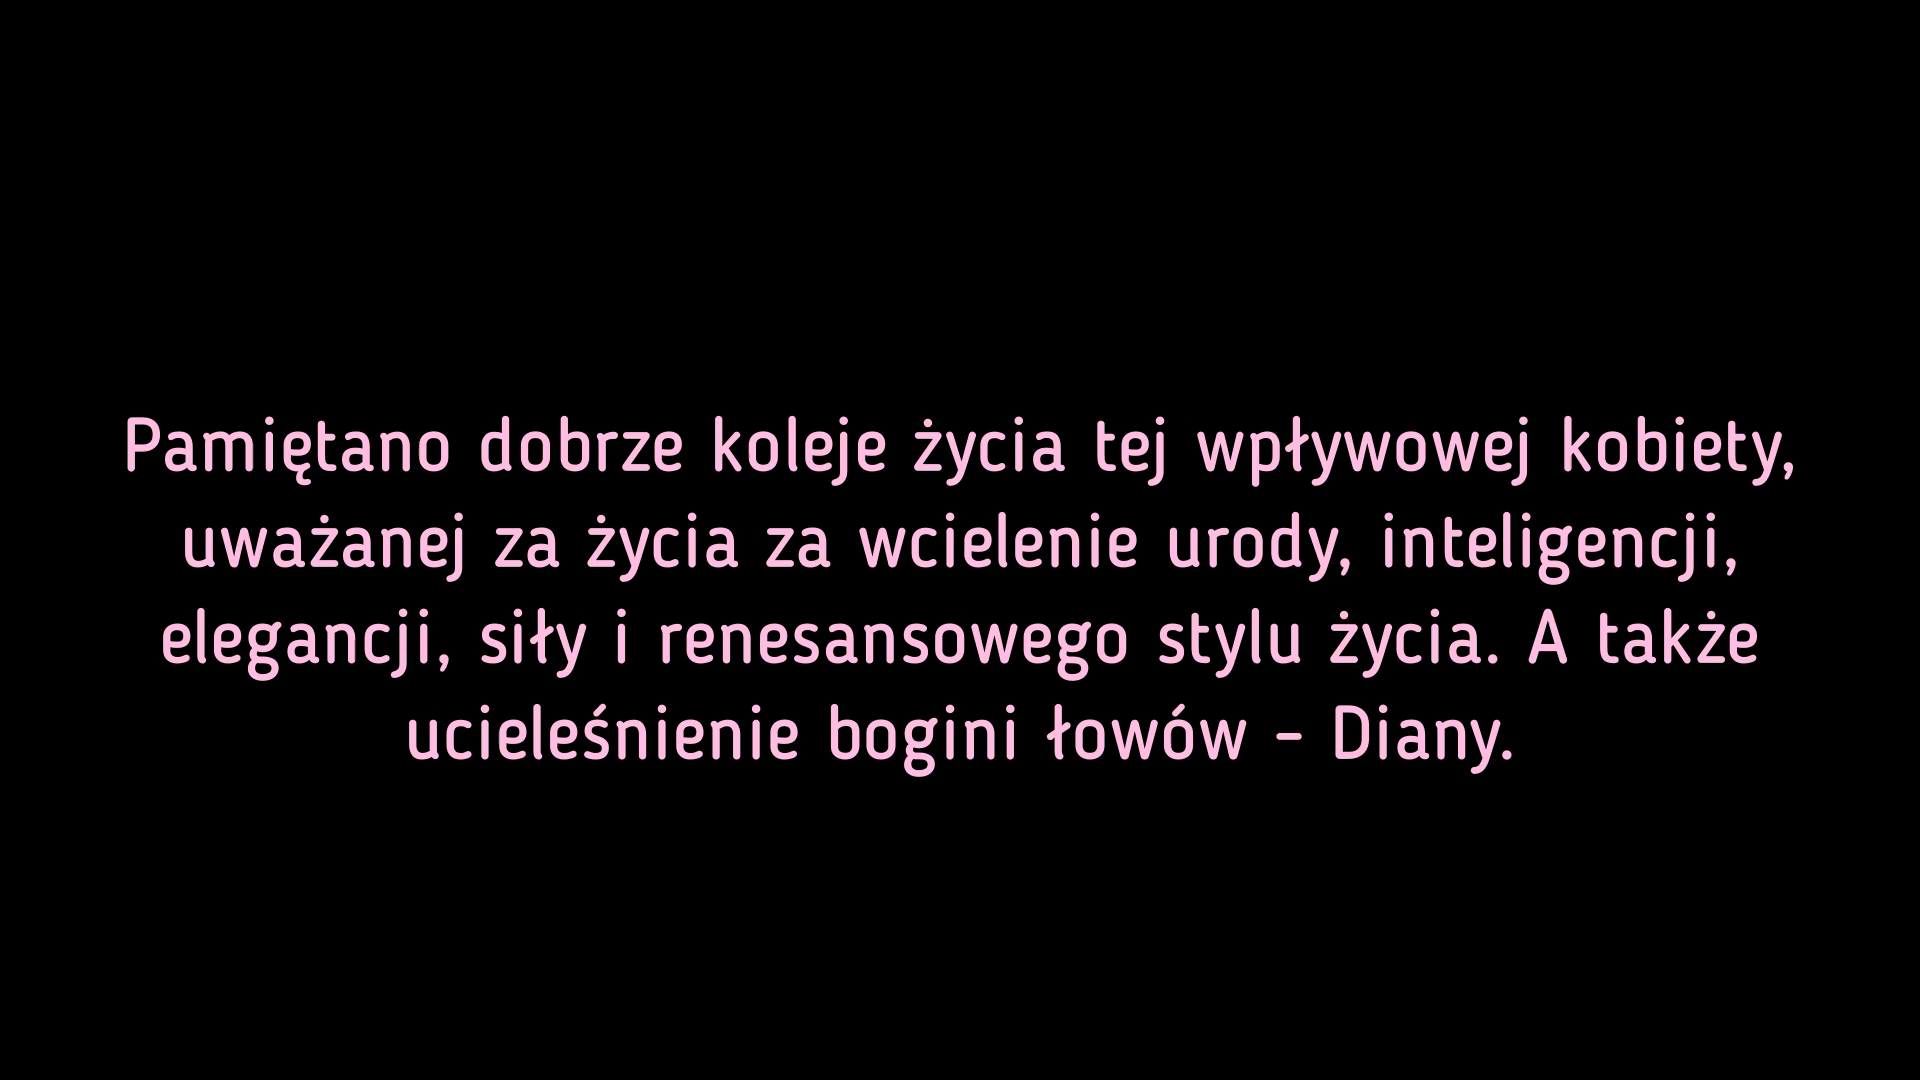 Pamiętano dobrze koleje życia tej wpływowej kobiety,
uważanej za życia za wcielenie urody, inteligencji,
elegancji, siły i renesansowego stylu życia. A także
ucieleśnienie bogini łowów - Diany.